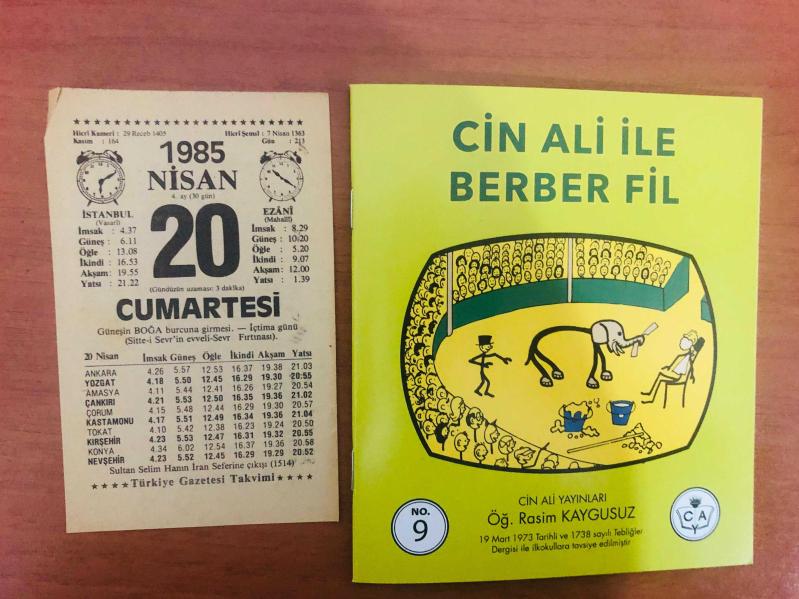 Hicri Kameri : 29 Receb 1405
Kasım : 164
Hicri Şemsî : 7 Nisan 1363
Gün : 213
1985
NİSAN
4. ay (30 gün)
20
İSTANBUL
(Vasatî)
İmsak : 4.37
Güneş : 6.11
Öğle : 13.08
İkindi : 16.53
Akşam : 19.55
Yatsı : 21.22
EZÂNÎ
(Mahallî)
İmsak : 8.29
Güneş : 10.20
Öğle : 5.20
İkindi : 9.07
Akşam : 12.00
Yatsı : 1.39
(Gündüzün uzaması: 3 dakika)
CUMARTESİ
Güneşin BOĞA burcuna girmesi. — İçtima günü
(Sitte-i Sevr'in evveli-Sevr Fırtınası).
20 Nisan İmsak Güneş Öğle İkindi Akşam Yatsı
ANKARA 4.26 5.57 12.53 16.37 19.38 21.03
YOZGAT 4.18 5.50 12.45 16.29 19.30 20.55
AMASYA 4.11 5.44 12.41 16.26 19.27 20.54
ÇANKIRI 4.21 5.53 12.50 16.35 19.36 21.02
ÇORUM 4.15 5.48 12.44 16.29 19.30 20.57
KASTAMONU 4.17 5.51 12.49 16.34 19.36 21.04
TOKAT 4.10 5.42 12.38 16.23 19.24 20.50
KIRŞEHİR 4.23 5.53 12.47 16.31 19.32 20.55
KONYA 4.34 6.02 12.54 16.37 19.36 20.58
NEVŞEHİR 4.23 5.52 12.45 16.29 19.29 20.52
Sultan Selim Hanın İran Seferine çıkışı (1514)
Türkiye Gazetesi Takvimi
CİN ALİ İLE
BERBER FİL
CİN ALİ YAYINLARI
Öğ. Rasim KAYGUSUZ
19 Mart 1973 Tarihli ve 1738 sayılı Tebliğler
Dergisi ile ilkokullara tavsiye edilmiştir
NO.
9
C A
Y